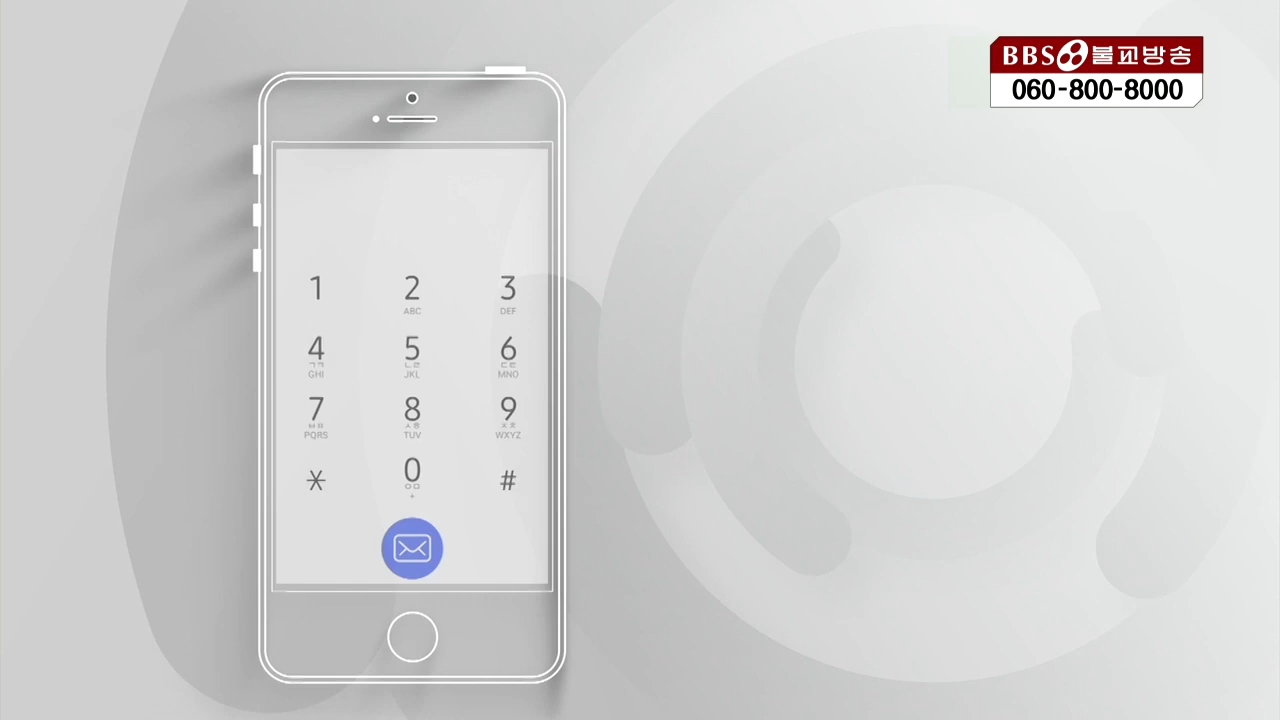 BBS 불교방송
060-800-8000
1 2 3
ABC DEF
4 5 6
ㄱㅋ ㄴㄹ ㄷㅌ
GHI JKL MNO
7 8 9
ㅂㅍ ㅅㅎ ㅈㅊ
PQRS TUV WXYZ
* 0 #
ㅇㅁ
+